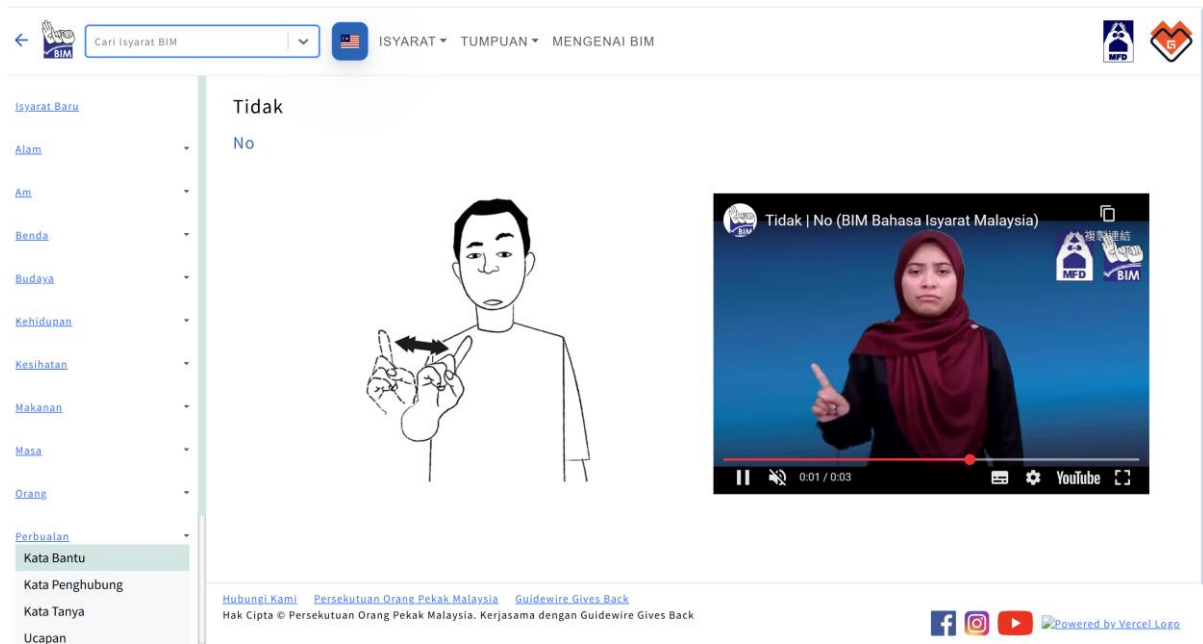 BIM
Cari Isyarat BIM
ISYARAT
TUMPUAN
MENGENAI BIM
MFD
G
Isyarat Baru
Alam
Am
Benda
Budaya
Kehidupan
Kesihatan
Makanan
Masa
Orang
Perbualan
Kata Bantu
Kata Penghubung
Kata Tanya
Ucapan
Tidak
No
BIM
Tidak | No (BIM Bahasa Isyarat Malaysia)
複製連結
MFD
BIM
0:01 / 0:03
YouTube
Hubungi Kami Persekutuan Orang Pekak Malaysia Guidewire Gives Back
Hak Cipta © Persekutuan Orang Pekak Malaysia. Kerjasama dengan Guidewire Gives Back
Powered by Vercel Logo